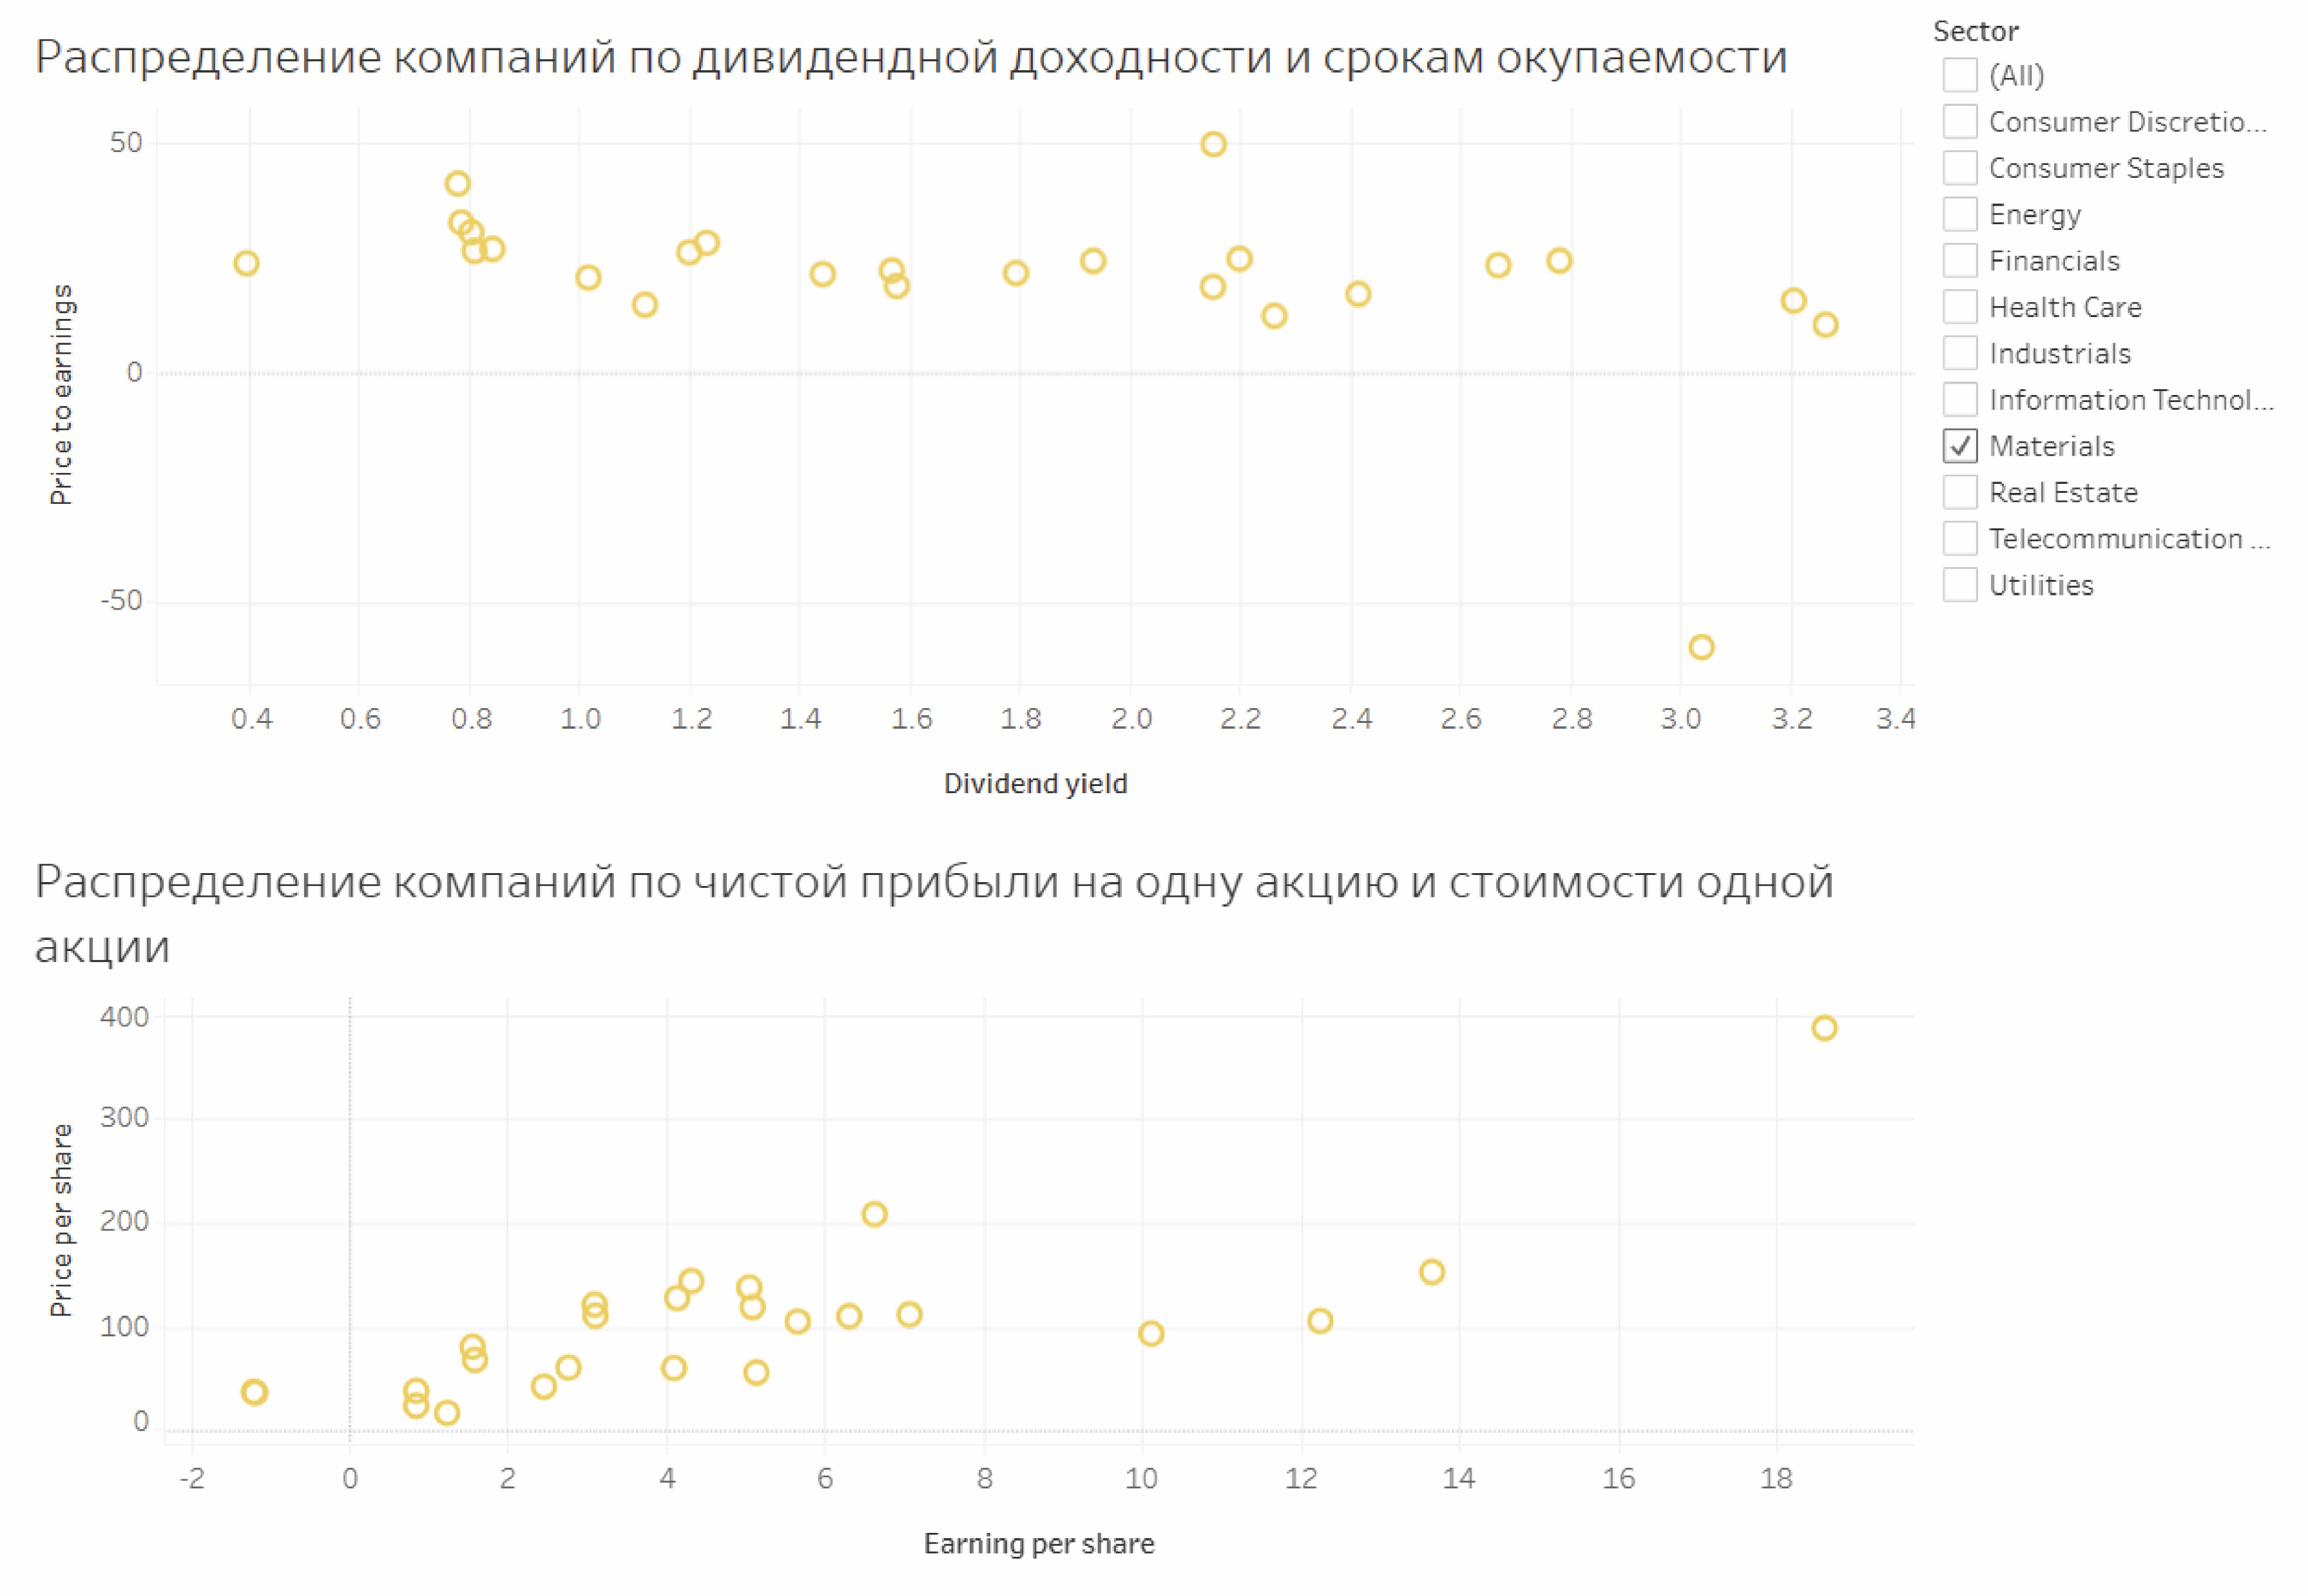 Распределение компаний по дивидендной доходности и срокам окупаемости
50
0
-50
Price to earnings
0.4 0.6 0.8 1.0 1.2 1.4 1.6 1.8 2.0 2.2 2.4 2.6 2.8 3.0 3.2 3.4
Dividend yield
Sector
(All)
Consumer Discretio...
Consumer Staples
Energy
Financials
Health Care
Industrials
Information Technol...
Materials
Real Estate
Telecommunication ...
Utilities
Распределение компаний по чистой прибыли на одну акцию и стоимости одной
акции
400
300
200
100
0
Price per share
-2 0 2 4 6 8 10 12 14 16 18
Earning per share